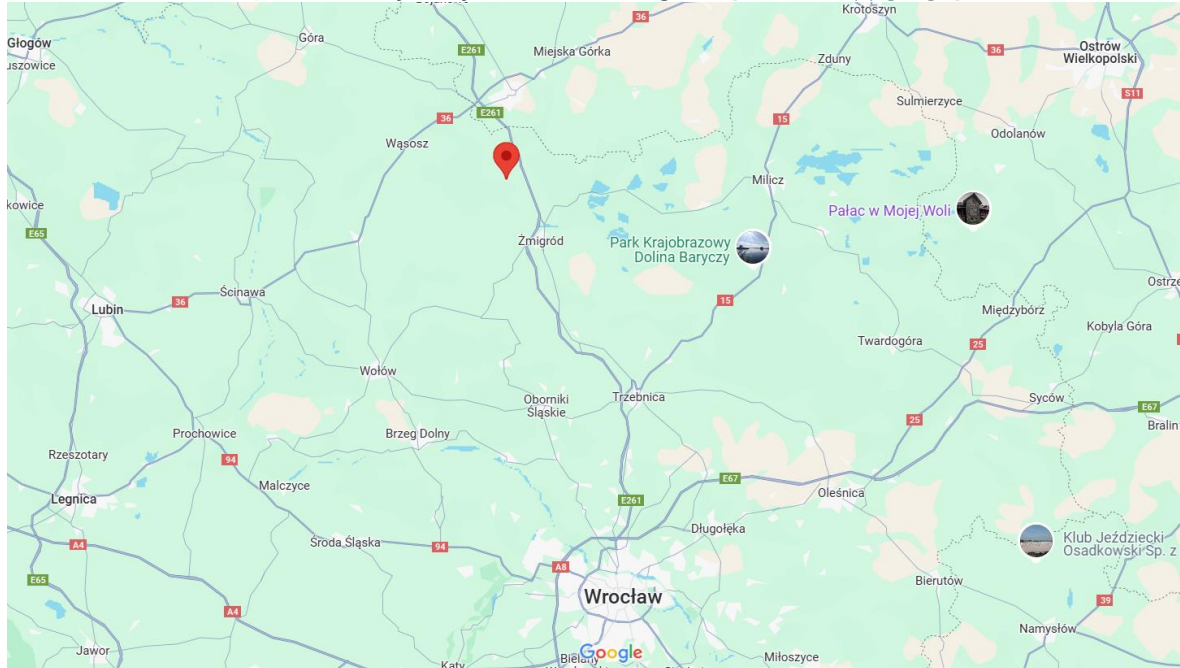 Krotoszyn
36
Głogów
Góra
E261
Miejska Górka
36
Ostrów
Wielkopolski
Zduny
S11
E261
Sulmierzyce
36
15
Wąsosz
Odolanów
Milicz
kowice
Pałac w Mojej Woli
E65
Żmigród
Park Krajobrazowy
Dolina Baryczy
Ścinawa
36
15
Lubin
Międzybórz
Kobyla Góra
Twardogóra
25
Wołów
Oborniki
Śląskie
Trzebnica
Syców
E67
25
Prochowice
Brzeg Dolny
Bralin
Rzeszotary
94
E67
Malczyce
Oleśnica
Legnica
E261
Długołęka
Środa Śląska
94
A4
Klub Jeździecki
Osadkowski Sp. z
A8
E65
Bierutów
Wrocław
39
A4
Namysłów
Jawor
Google
Miłoszyce